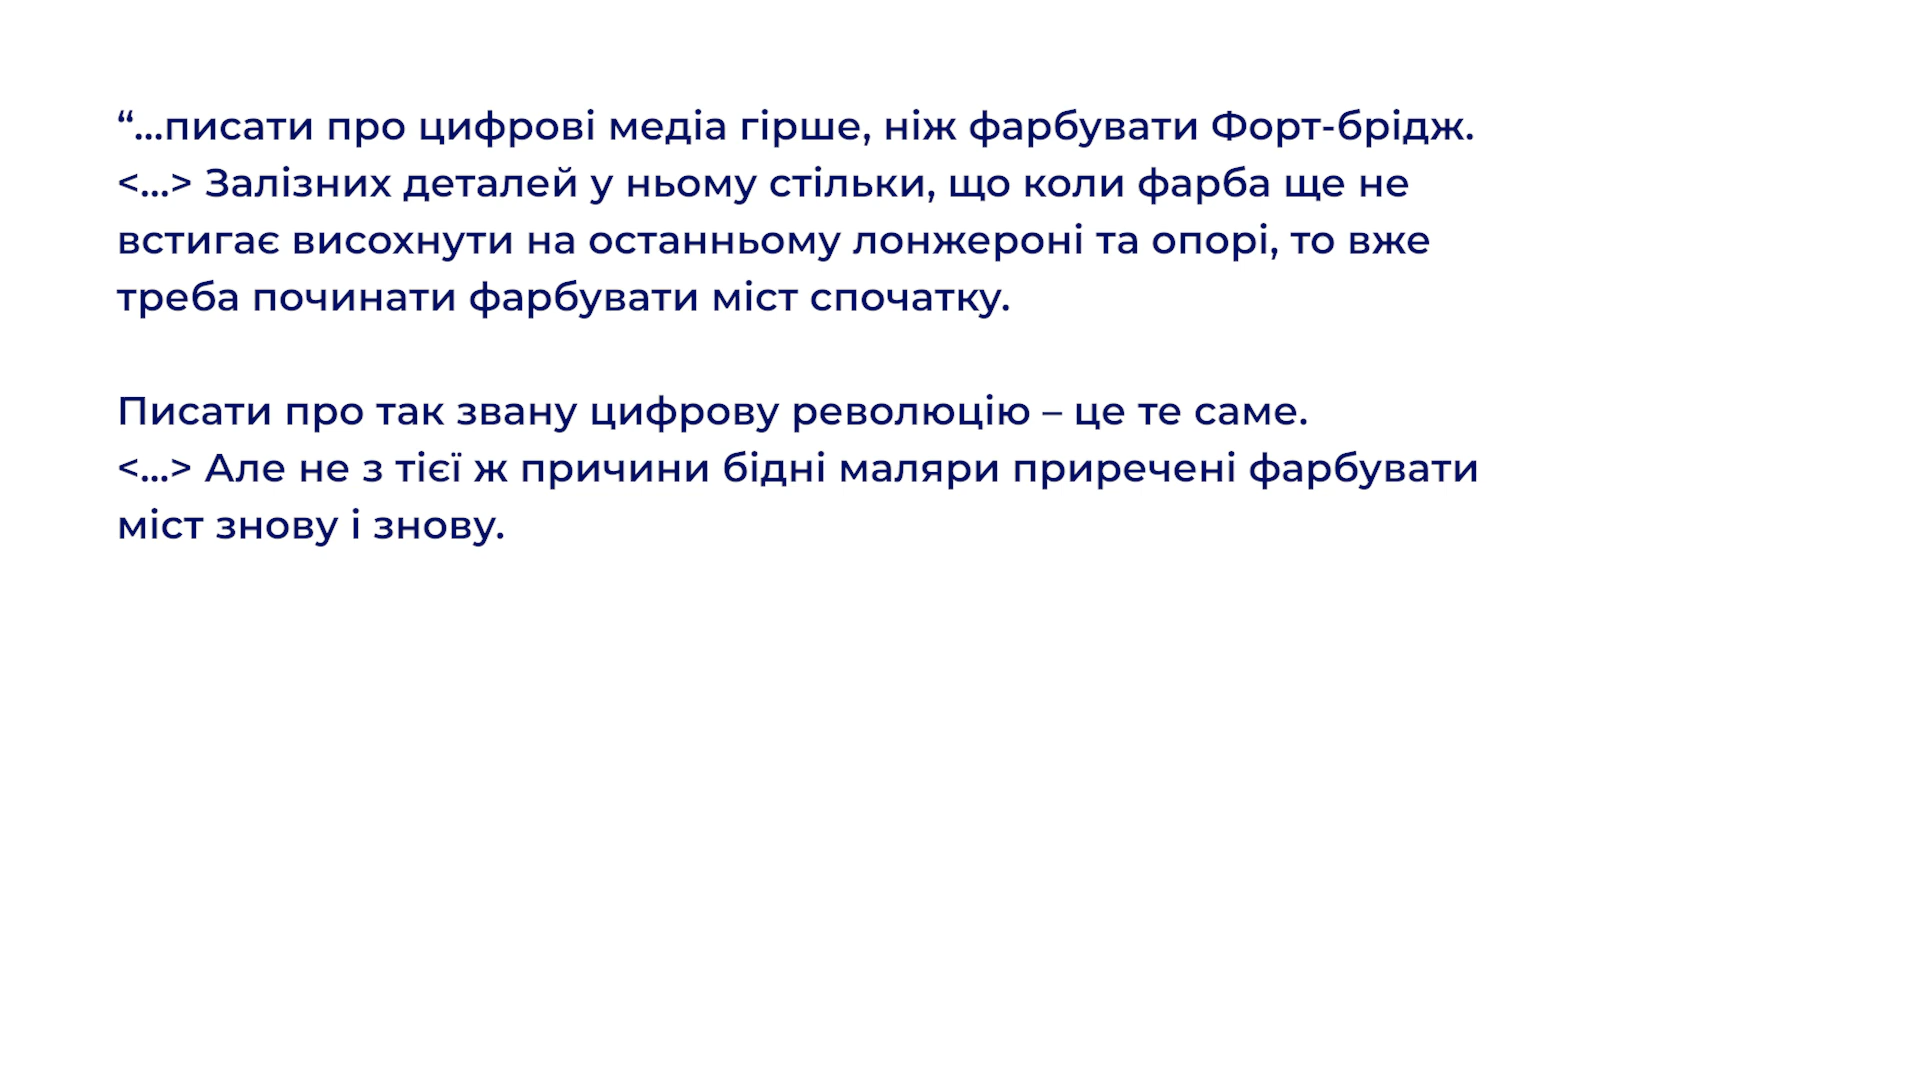 “...писати про цифрові медіа гірше, ніж фарбувати Форт-брідж.
<...> Залізних деталей у ньому стільки, що коли фарба ще не
встигає висохнути на останньому лонжероні та опорі, то вже
треба починати фарбувати міст спочатку.
Писати про так звану цифрову революцію – це те саме.
<...> Але не з тієї ж причини бідні маляри приречені фарбувати
міст знову і знову.